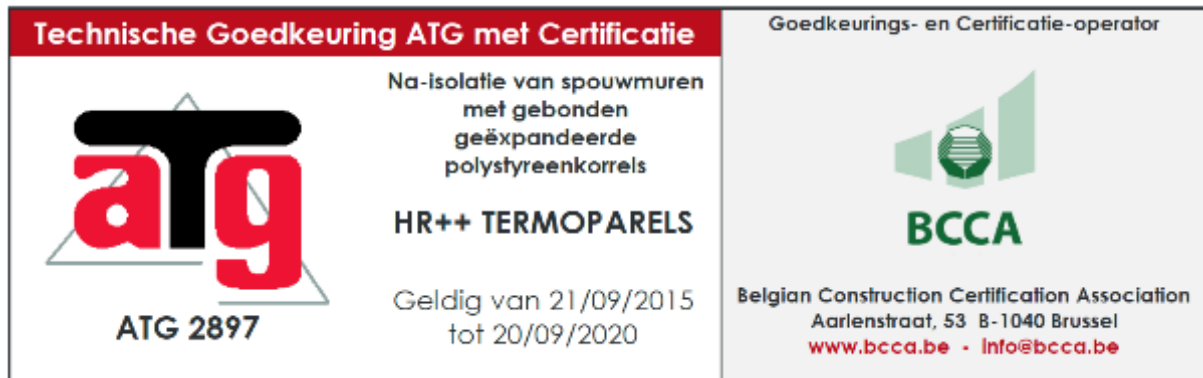 Technische Goedkeuring ATG met Certificatie
aTg
ATG 2897
Na-isolatie van spouwmuren
met gebonden
geëxpandeerde
polystyreenkorrels
HR++ TERMOPARELS
Geldig van 21/09/2015
tot 20/09/2020
Goedkeurings- en Certificatie-operator
BCCA
Belgian Construction Certification Association
Aarlenstraat, 53 B-1040 Brussel
www.bcca.be - info@bcca.be